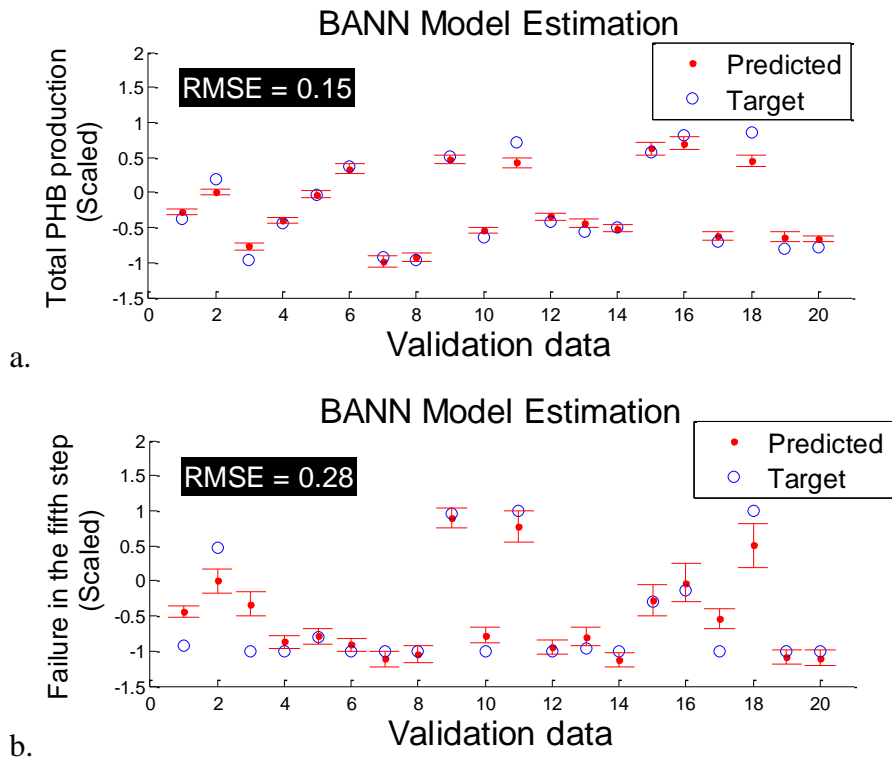 BANN Model Estimation
Total PHB production
(Scaled)
2
1.5
1
0.5
0
-0.5
-1
-1.5
RMSE = 0.15
Predicted
Target
0 2 4 6 8 10 12 14 16 18 20
Validation data
a.
BANN Model Estimation
Failure in the fifth step
(Scaled)
2
1.5
1
0.5
0
-0.5
-1
-1.5
RMSE = 0.28
Predicted
Target
0 2 4 6 8 10 12 14 16 18 20
Validation data
b.